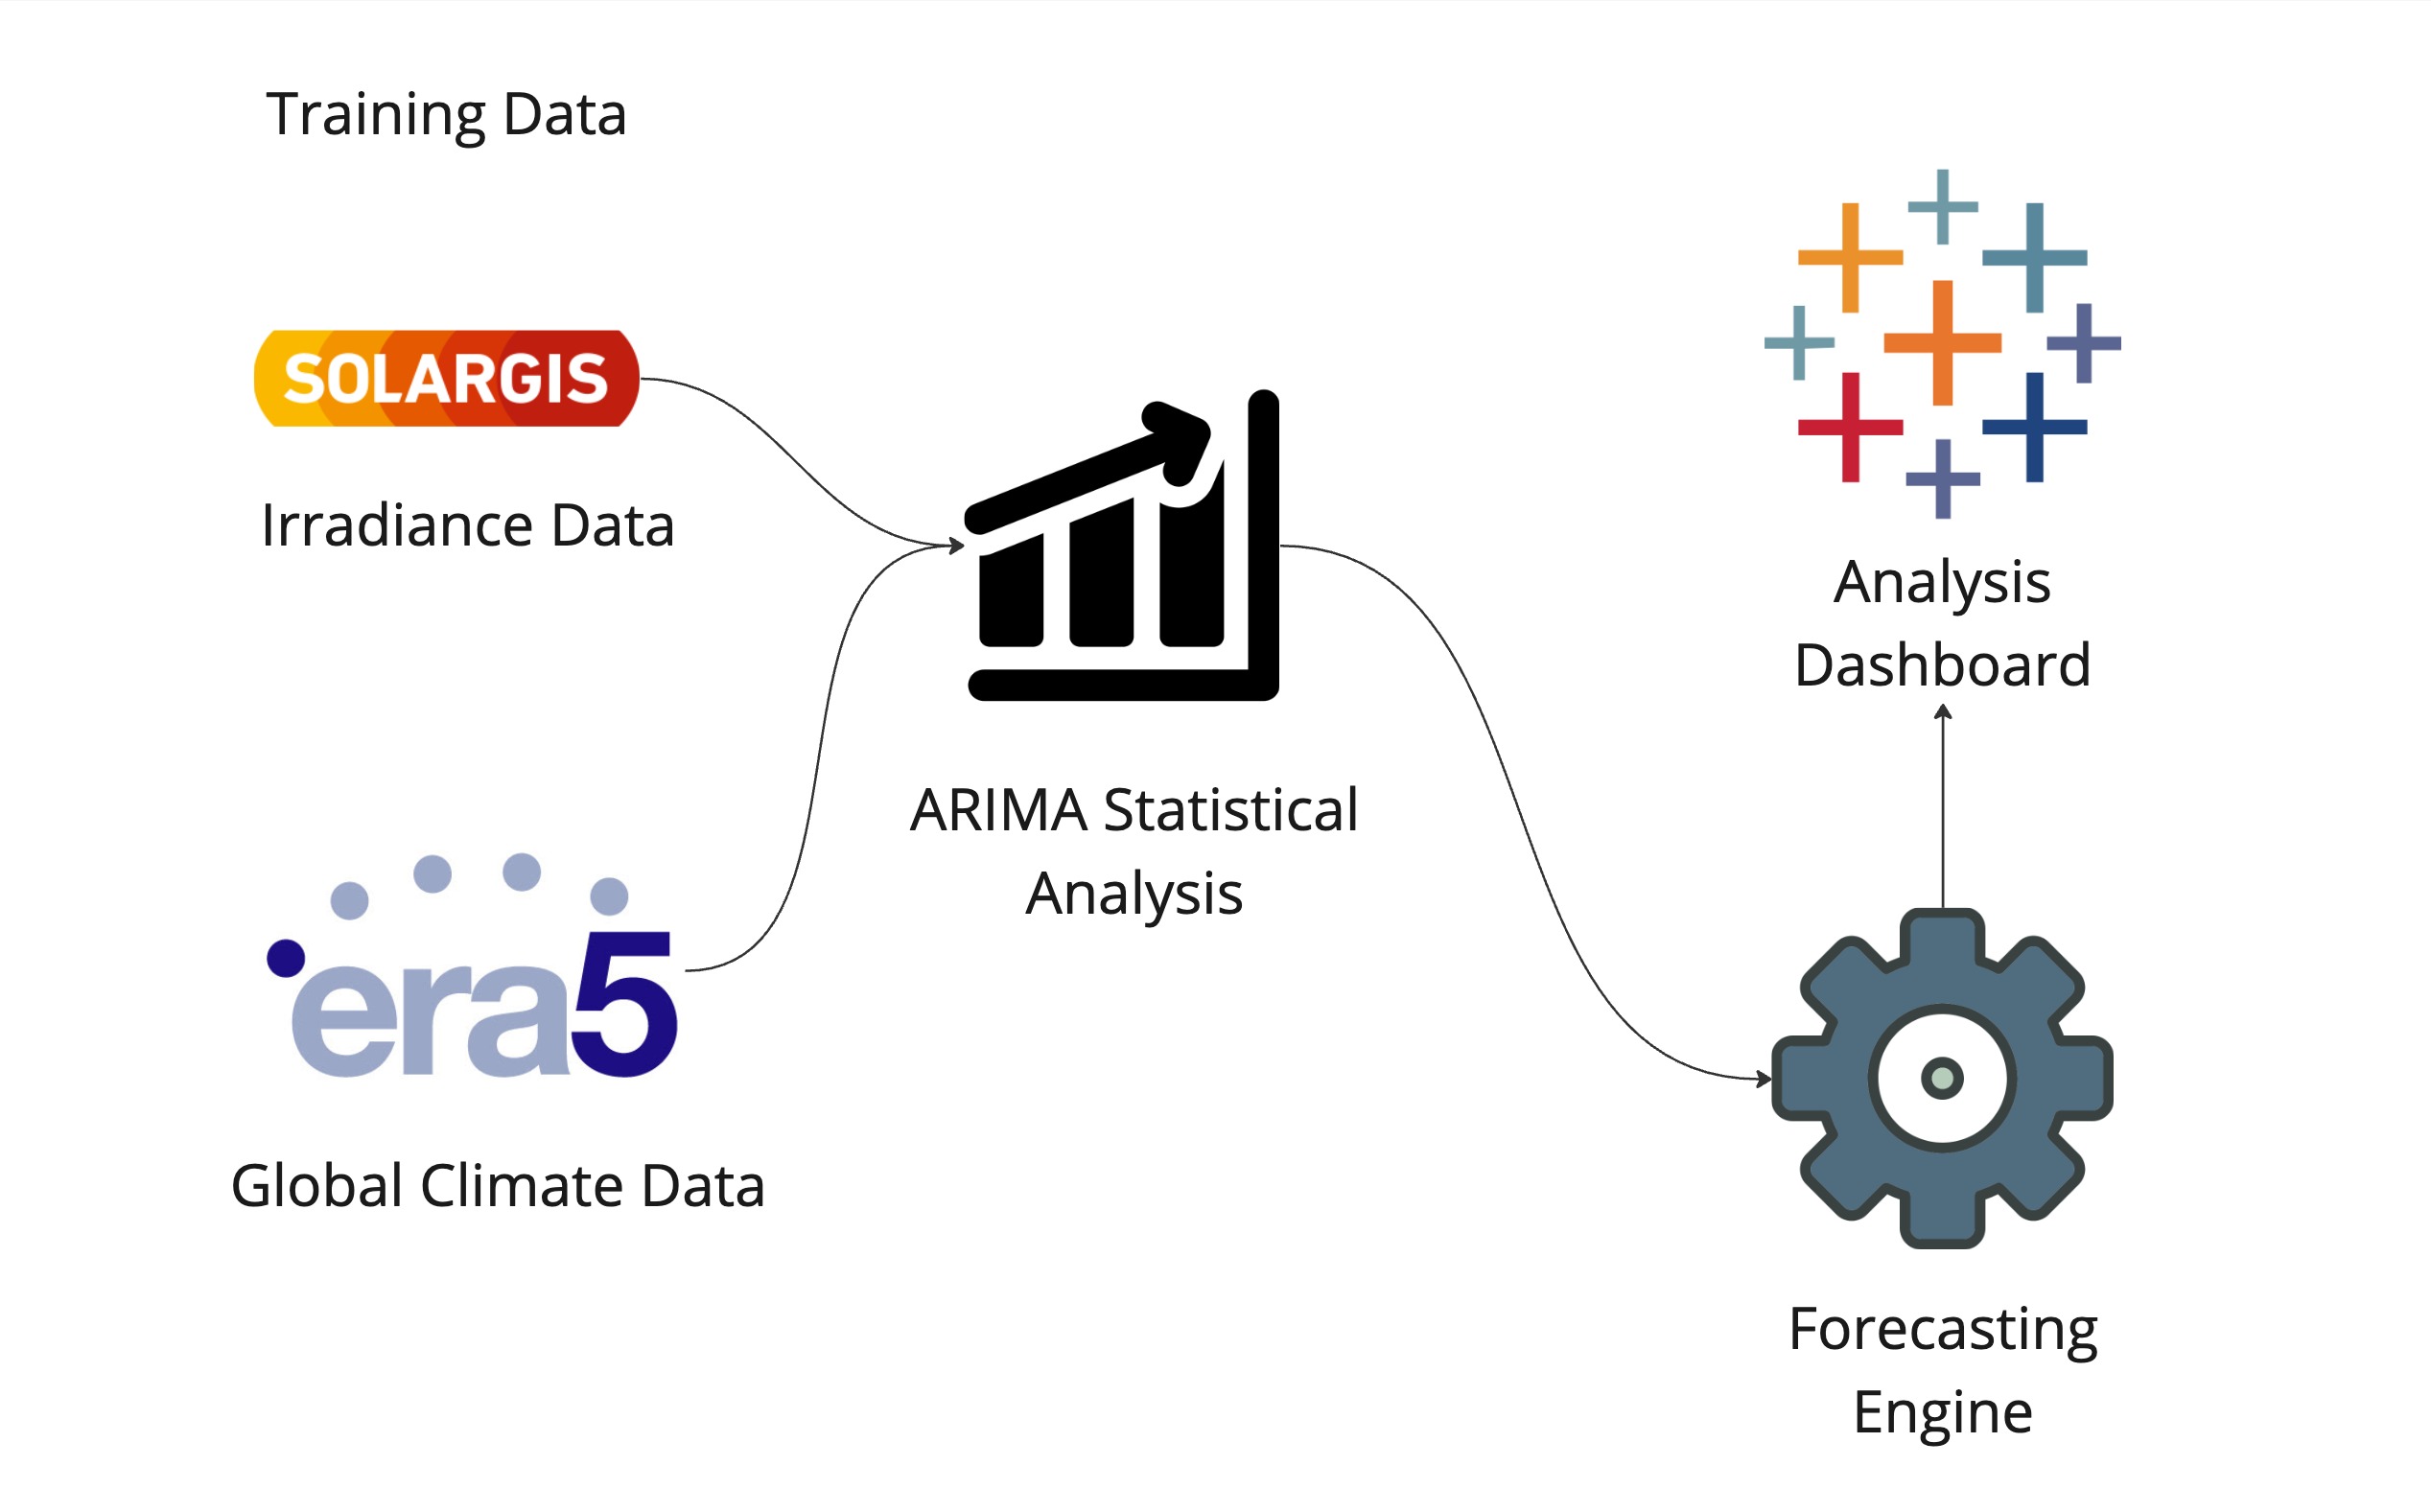 Training Data
SOLARGIS
Irradiance Data
era5
Global Climate Data
ARIMA Statistical
Analysis
Analysis
Dashboard
Forecasting
Engine